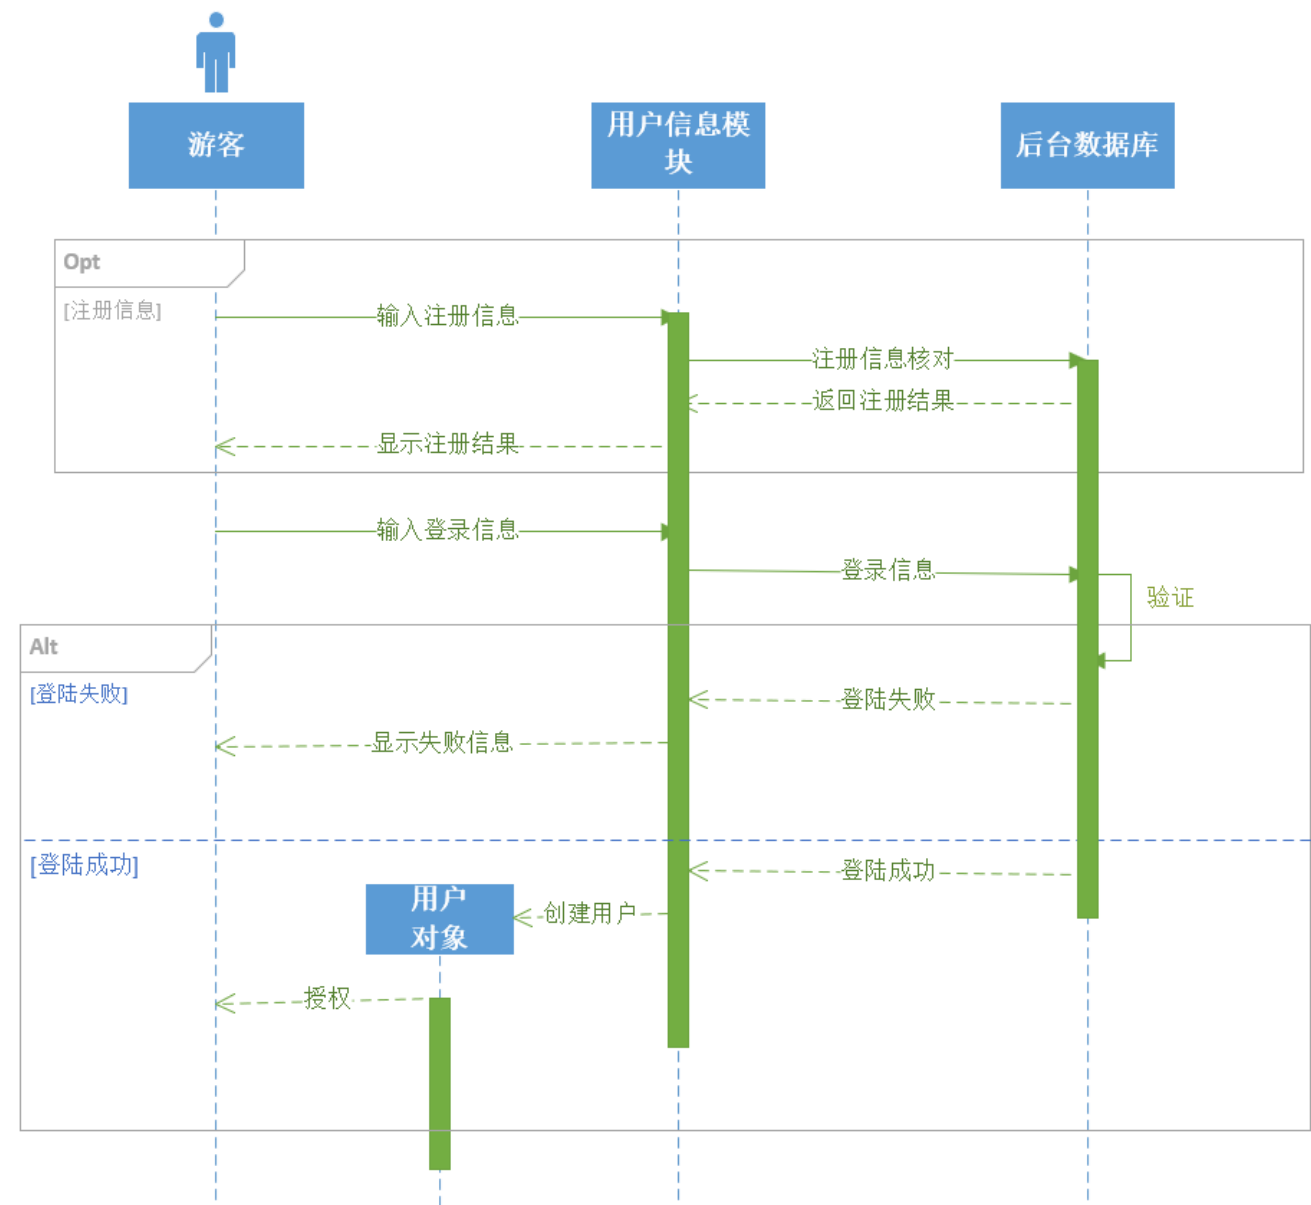 游客
用户信息模
块
后台数据库
Opt
[注册信息]
输入注册信息
注册信息核对
返回注册结果
显示注册结果
输入登录信息
登录信息
验证
Alt
[登陆失败]
登陆失败
显示失败信息
[登陆成功]
登陆成功
用户
对象
创建用户
授权